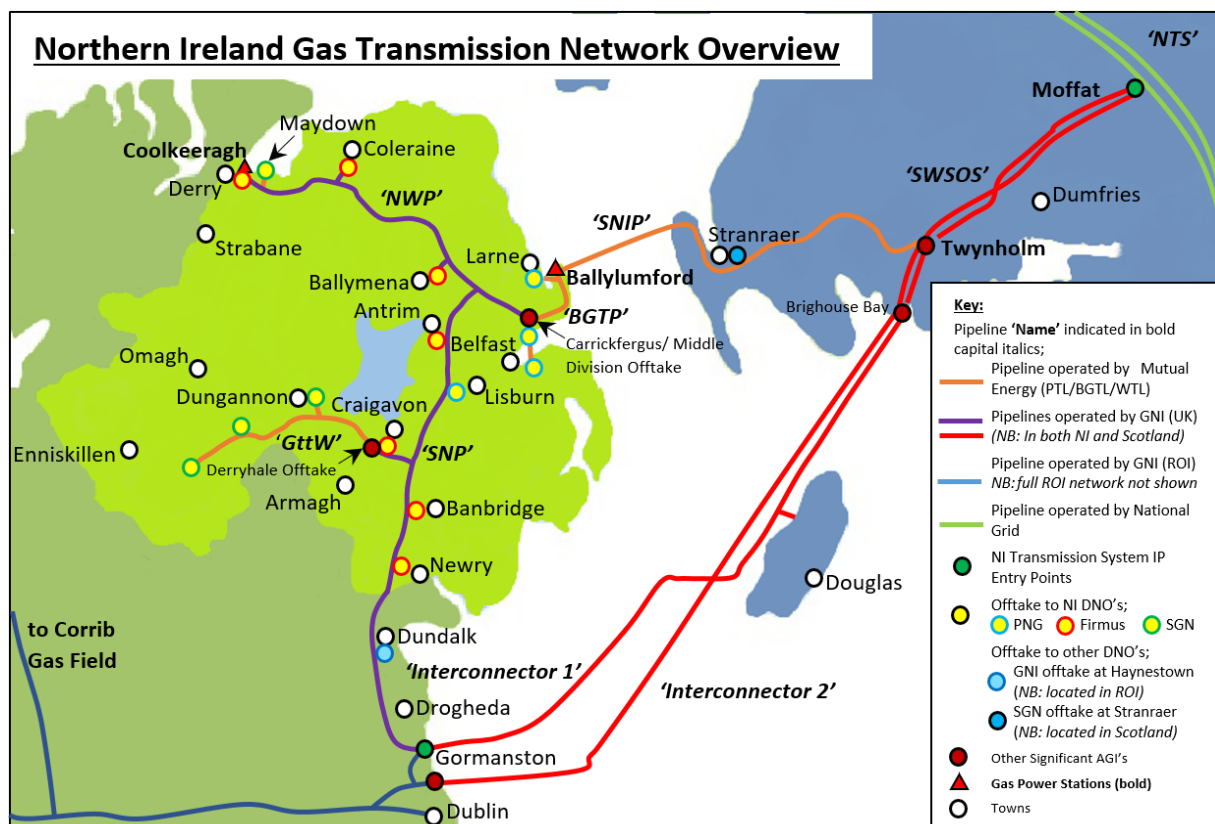 Northern Ireland Gas Transmission Network Overview
‘NTS’
Moffat
Maydown
Coolkeeragh
Coleraine
Derry
‘NWP’
‘SWSOS’
Dumfries
Strabane
‘SNIP’
Stranraer
Larne
Twynholm
Ballymena
Ballylumford
Antrim
‘BGTP’
Brighouse Bay
Carrickfergus/ Middle
Division Offtake
Belfast
Omagh
Lisburn
Dungannon
Craigavon
‘GttW’
‘SNP’
Enniskillen
Derryhale Offtake
Armagh
Banbridge
Newry
Douglas
to Corrib
Gas Field
Dundalk
‘Interconnector 1’
‘Interconnector 2’
Drogheda
Gormanston
Dublin
Key:
Pipeline ‘Name’ indicated in bold
capital italics;
Pipeline operated by Mutual
Energy (PTL/BGTL/WTL)
Pipelines operated by GNI (UK)
(NB: In both NI and Scotland)
Pipeline operated by GNI (ROI)
NB: full ROI network not shown
Pipeline operated by National
Grid
NI Transmission System IP
Entry Points
Offtake to NI DNO’s;
PNG Firmus SGN
Offtake to other DNO’s;
GNI offtake at Haynestown
(NB: located in ROI)
SGN offtake at Stranraer
(NB: located in Scotland)
Other Significant AGI’s
Gas Power Stations (bold)
Towns